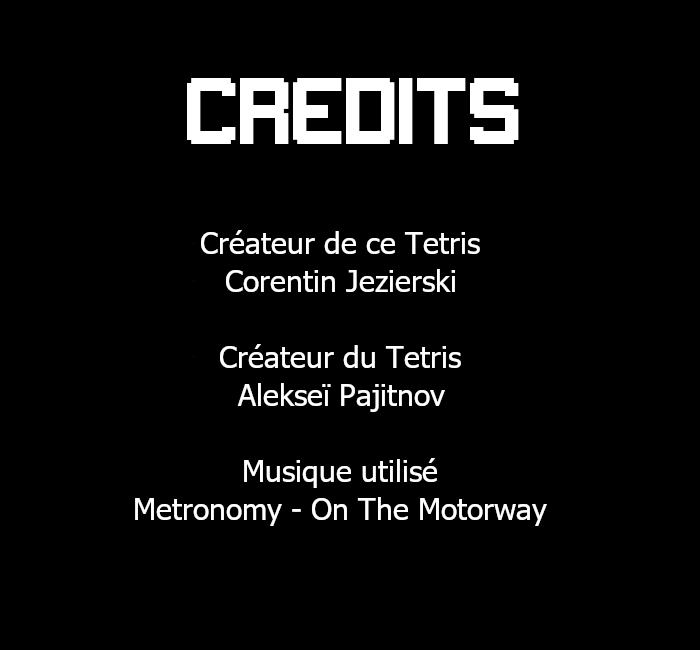 CREDITS
Créateur de ce Tetris
Corentin Jezierski
Créateur du Tetris
Alekseï Pajitnov
Musique utilisé
Metronomy - On The Motorway